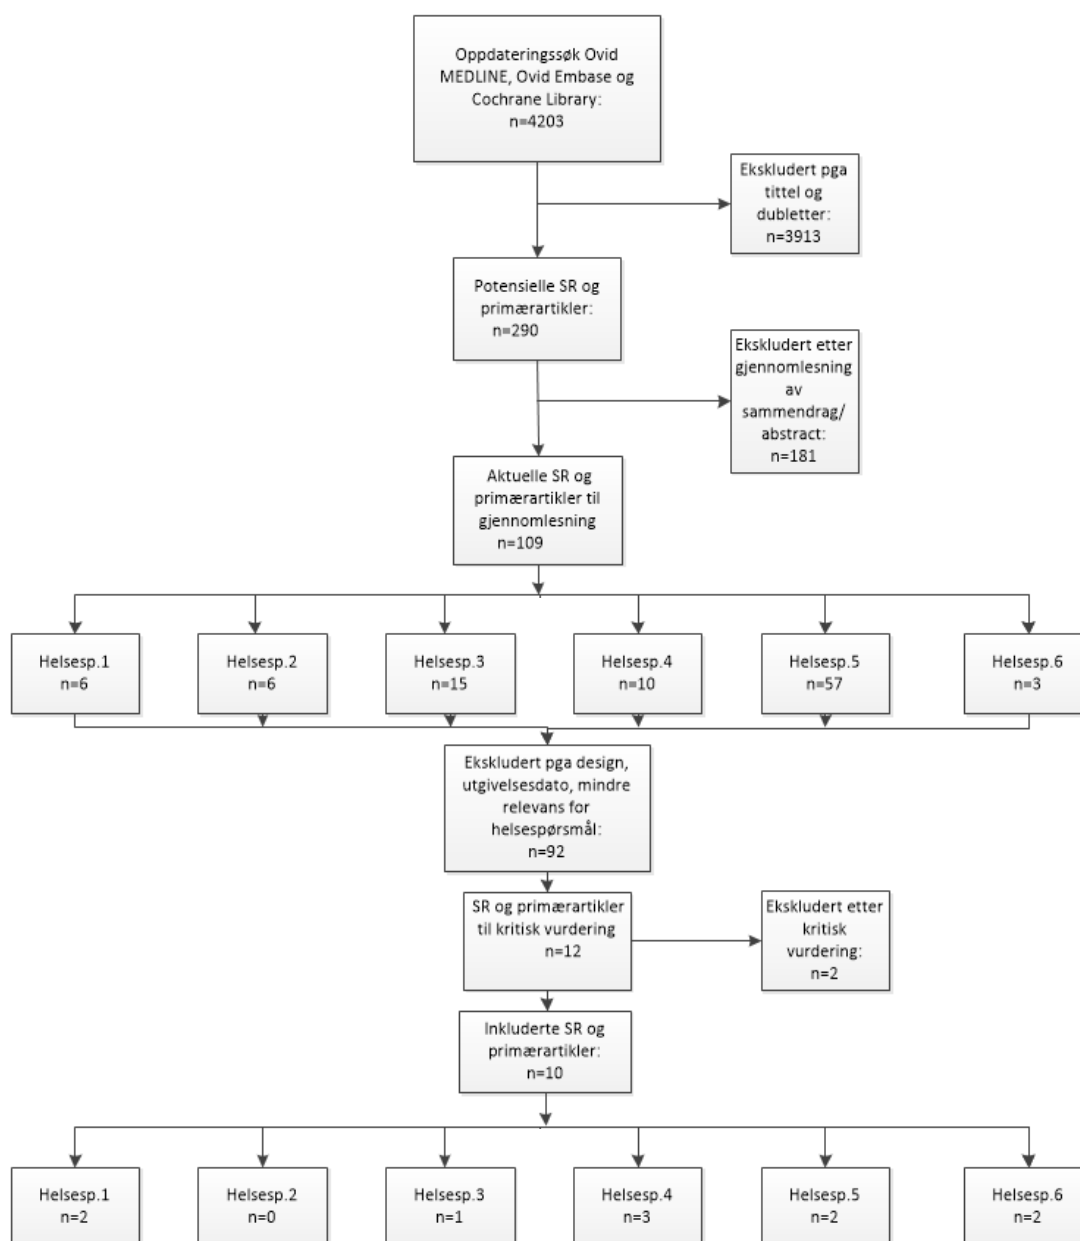 Oppdateringssøk Ovid
MEDLINE, Ovid Embase og
Cochrane Library:
n=4203
Ekskludert pga
tittel og
dubletter:
n=3913
Potensielle SR og
primærartikler:
n=290
Ekskludert etter
gjennomlesning
av
sammendrag/
abstract:
n=181
Aktuelle SR og
primærartikler til
gjennomlesning
n=109
Helsesp.1
n=6
Helsesp.2
n=6
Helsesp.3
n=15
Helsesp.4
n=10
Helsesp.5
n=57
Helsesp.6
n=3
Ekskludert pga design,
utgivelsesdato, mindre
relevans for
helsespørsmål:
n=92
SR og primærartikler
til kritisk vurdering
n=12
Ekskludert etter
kritisk
vurdering:
n=2
Inkluderte SR og
primærartikler:
n=10
Helsesp.1
n=2
Helsesp.2
n=0
Helsesp.3
n=1
Helsesp.4
n=3
Helsesp.5
n=2
Helsesp.6
n=2